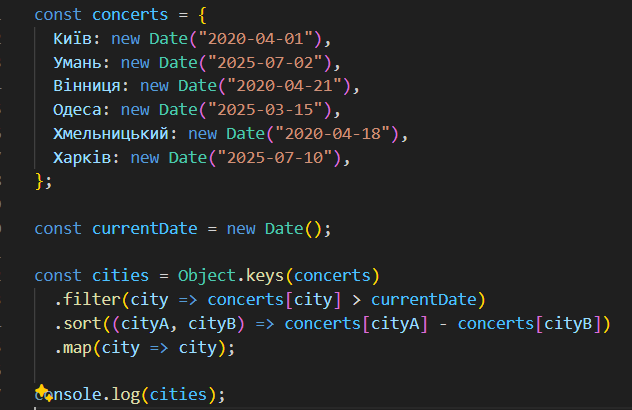 const concerts = {
Київ: new Date("2020-04-01"),
Умань: new Date("2025-07-02"),
Вінниця: new Date("2020-04-21"),
Одеса: new Date("2025-03-15"),
Хмельницький: new Date("2020-04-18"),
Харків: new Date("2025-07-10"),
};
const currentDate = new Date();
const cities = Object.keys(concerts)
.filter(city => concerts[city] > currentDate)
.sort((cityA, cityB) => concerts[cityA] - concerts[cityB])
.map(city => city);
console.log(cities);